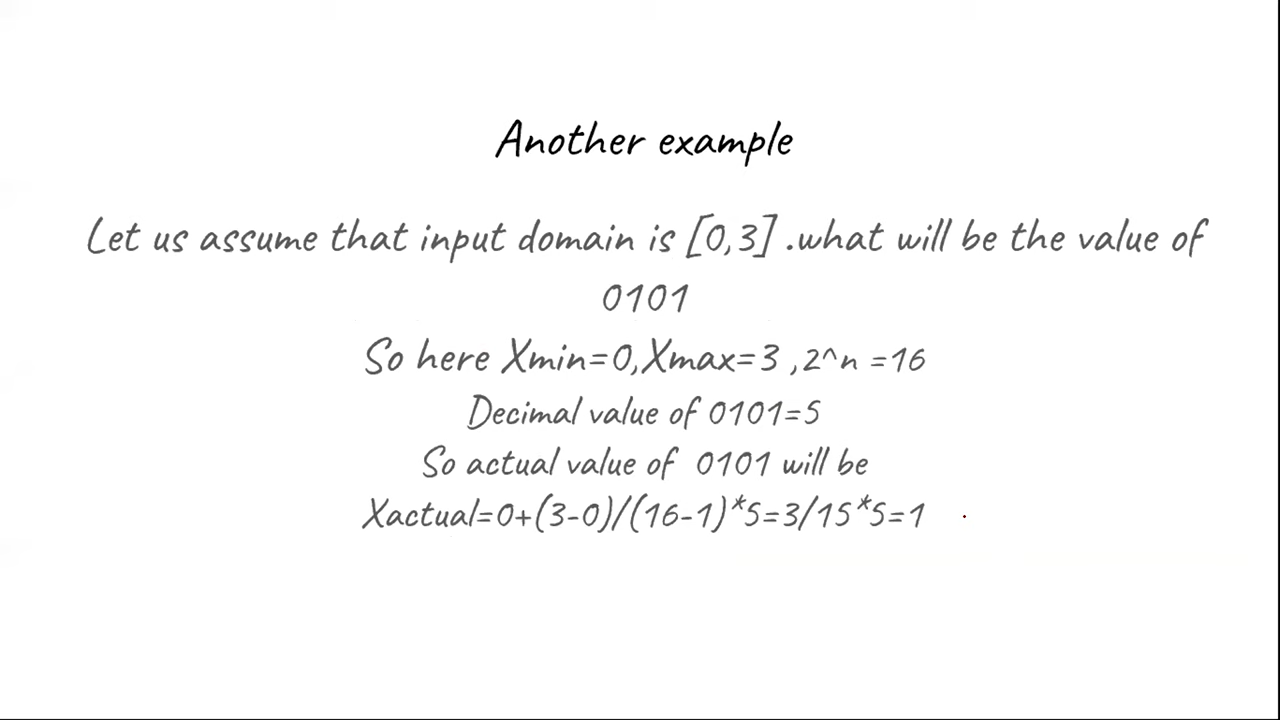 Another example
Let us assume that input domain is [0,3] .what will be the value of
0101
So here Xmin=0,Xmax=3 ,2^n =16
Decimal value of 0101=5
So actual value of  0101 will be
Xactual=0+(3-0)/(16-1)*5=3/15*5=1